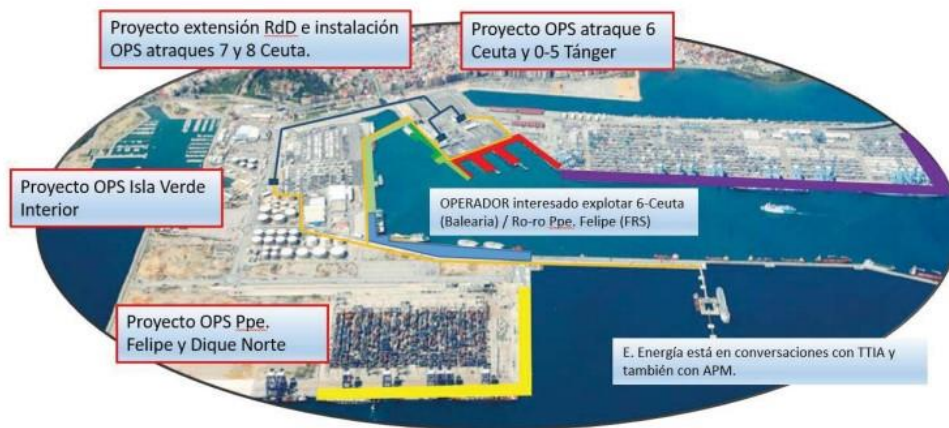 Proyecto extensión RdD e instalación
OPS atraques 7 y 8 Ceuta.
Proyecto OPS atraque 6
Ceuta y 0-5 Tánger
Proyecto OPS Isla Verde
Interior
OPERADOR interesado explotar 6-Ceuta
(Balearia) / Ro-ro Ppe. Felipe (FRS)
Proyecto OPS Ppe.
Felipe y Dique Norte
E. Energía está en conversaciones con TTIA y
también con APM.